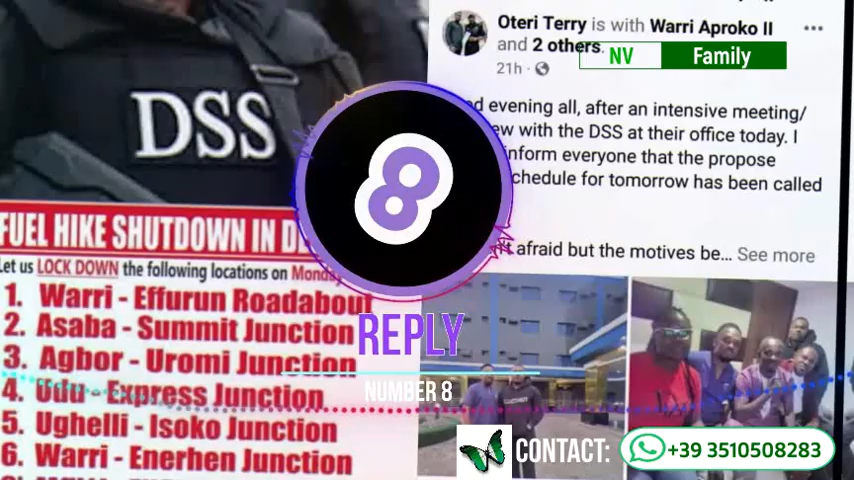 DSS
FUEL HIKE SHUTDOWN IN
Let us LOCK DOWN the following locations on Monday
1. Warri - Effurun Roadabout
2. Asaba - Summit Junction
3. Agbor - Uromi Junction
4. Udu - Express Junction
5. Ughelli - Isoko Junction
6. Warri - Enerhen Junction
Oteri Terry is with Warri Aproko II
and 2 others.
21h
NV Family
evening all, after an intensive meeting/
with the DSS at their office today. I
inform everyone that the propose
schedule for tomorrow has been called
afraid but the motives be... See more
8
REPLY
NUMBER 8
CONTACT: +39 3510508283